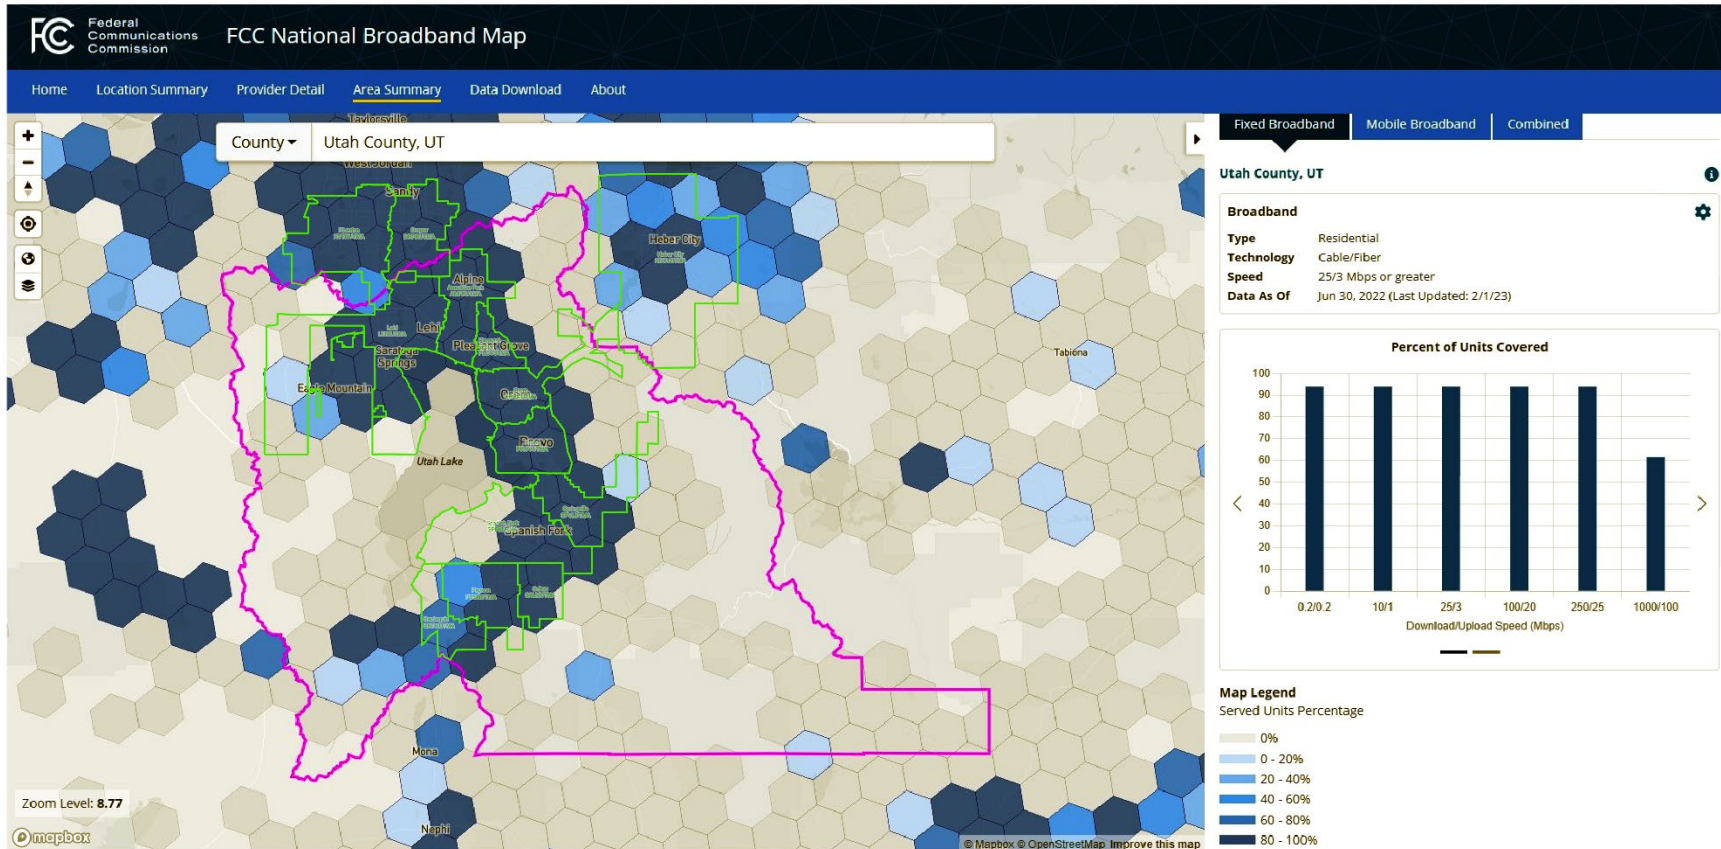 FCC
Federal
Communications
Commission
FCC National Broadband Map
Home
Location Summary
Provider Detail
Area Summary
Data Download
About
County
Utah County, UT
Taylorsville
West Jordan
Sandy
Heber City
Alpine
Lehi
Pleasant Grove
Saratoga
Springs
Eagle Mountain
Provo
Utah Lake
Spanish Fork
Tabiona
Mona
Nephi
Zoom Level: 8.77
mapbox
© Mapbox © OpenStreetMap Improve this map
Fixed Broadband
Mobile Broadband
Combined
Utah County, UT
Broadband
Type Residential
Technology Cable/Fiber
Speed 25/3 Mbps or greater
Data As Of Jun 30, 2022 (Last Updated: 2/1/23)
Percent of Units Covered
100
90
80
70
60
50
40
30
20
10
0
0.2/0.2 10/1 25/3 100/20 250/25 1000/100
Download/Upload Speed (Mbps)
Map Legend
Served Units Percentage
0%
0 - 20%
20 - 40%
40 - 60%
60 - 80%
80 - 100%